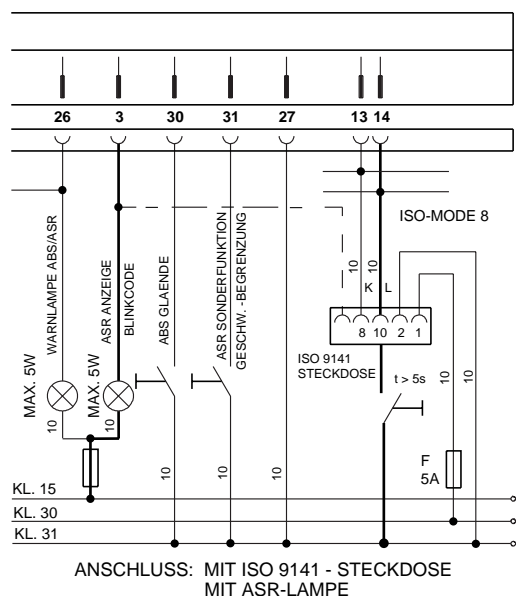 26 3 30 31 27 13 14
ISO-MODE 8
WARNLAMPE ABS/ASR
ASR ANZEIGE
BLINKCODE
ABS GLAENDE
ASR SONDERFUNKTION
GESCHW. -BEGRENZUNG
10 10
K L
8 10 2 1
ISO 9141
STECKDOSE
t > 5s
MAX. 5W
MAX. 5W
10 10
10 10 10
10 10
F
5A
KL. 15
KL. 30
KL. 31
ANSCHLUSS: MIT ISO 9141 - STECKDOSE
MIT ASR-LAMPE